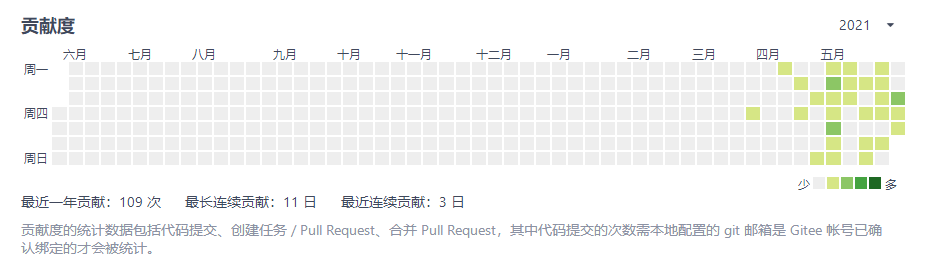 贡献度
2021
六月 七月 八月 九月 十月 十一月 十二月 一月 二月 三月 四月 五月
周一
周四
周日
少 多
最近一年贡献：109 次 最长连续贡献：11 日 最近连续贡献：3 日
贡献度的统计数据包括代码提交、创建任务 / Pull Request、合并 Pull Request，其中代码提交的次数需本地配置的 git 邮箱是 Gitee 帐号已确
认绑定的才会被统计。